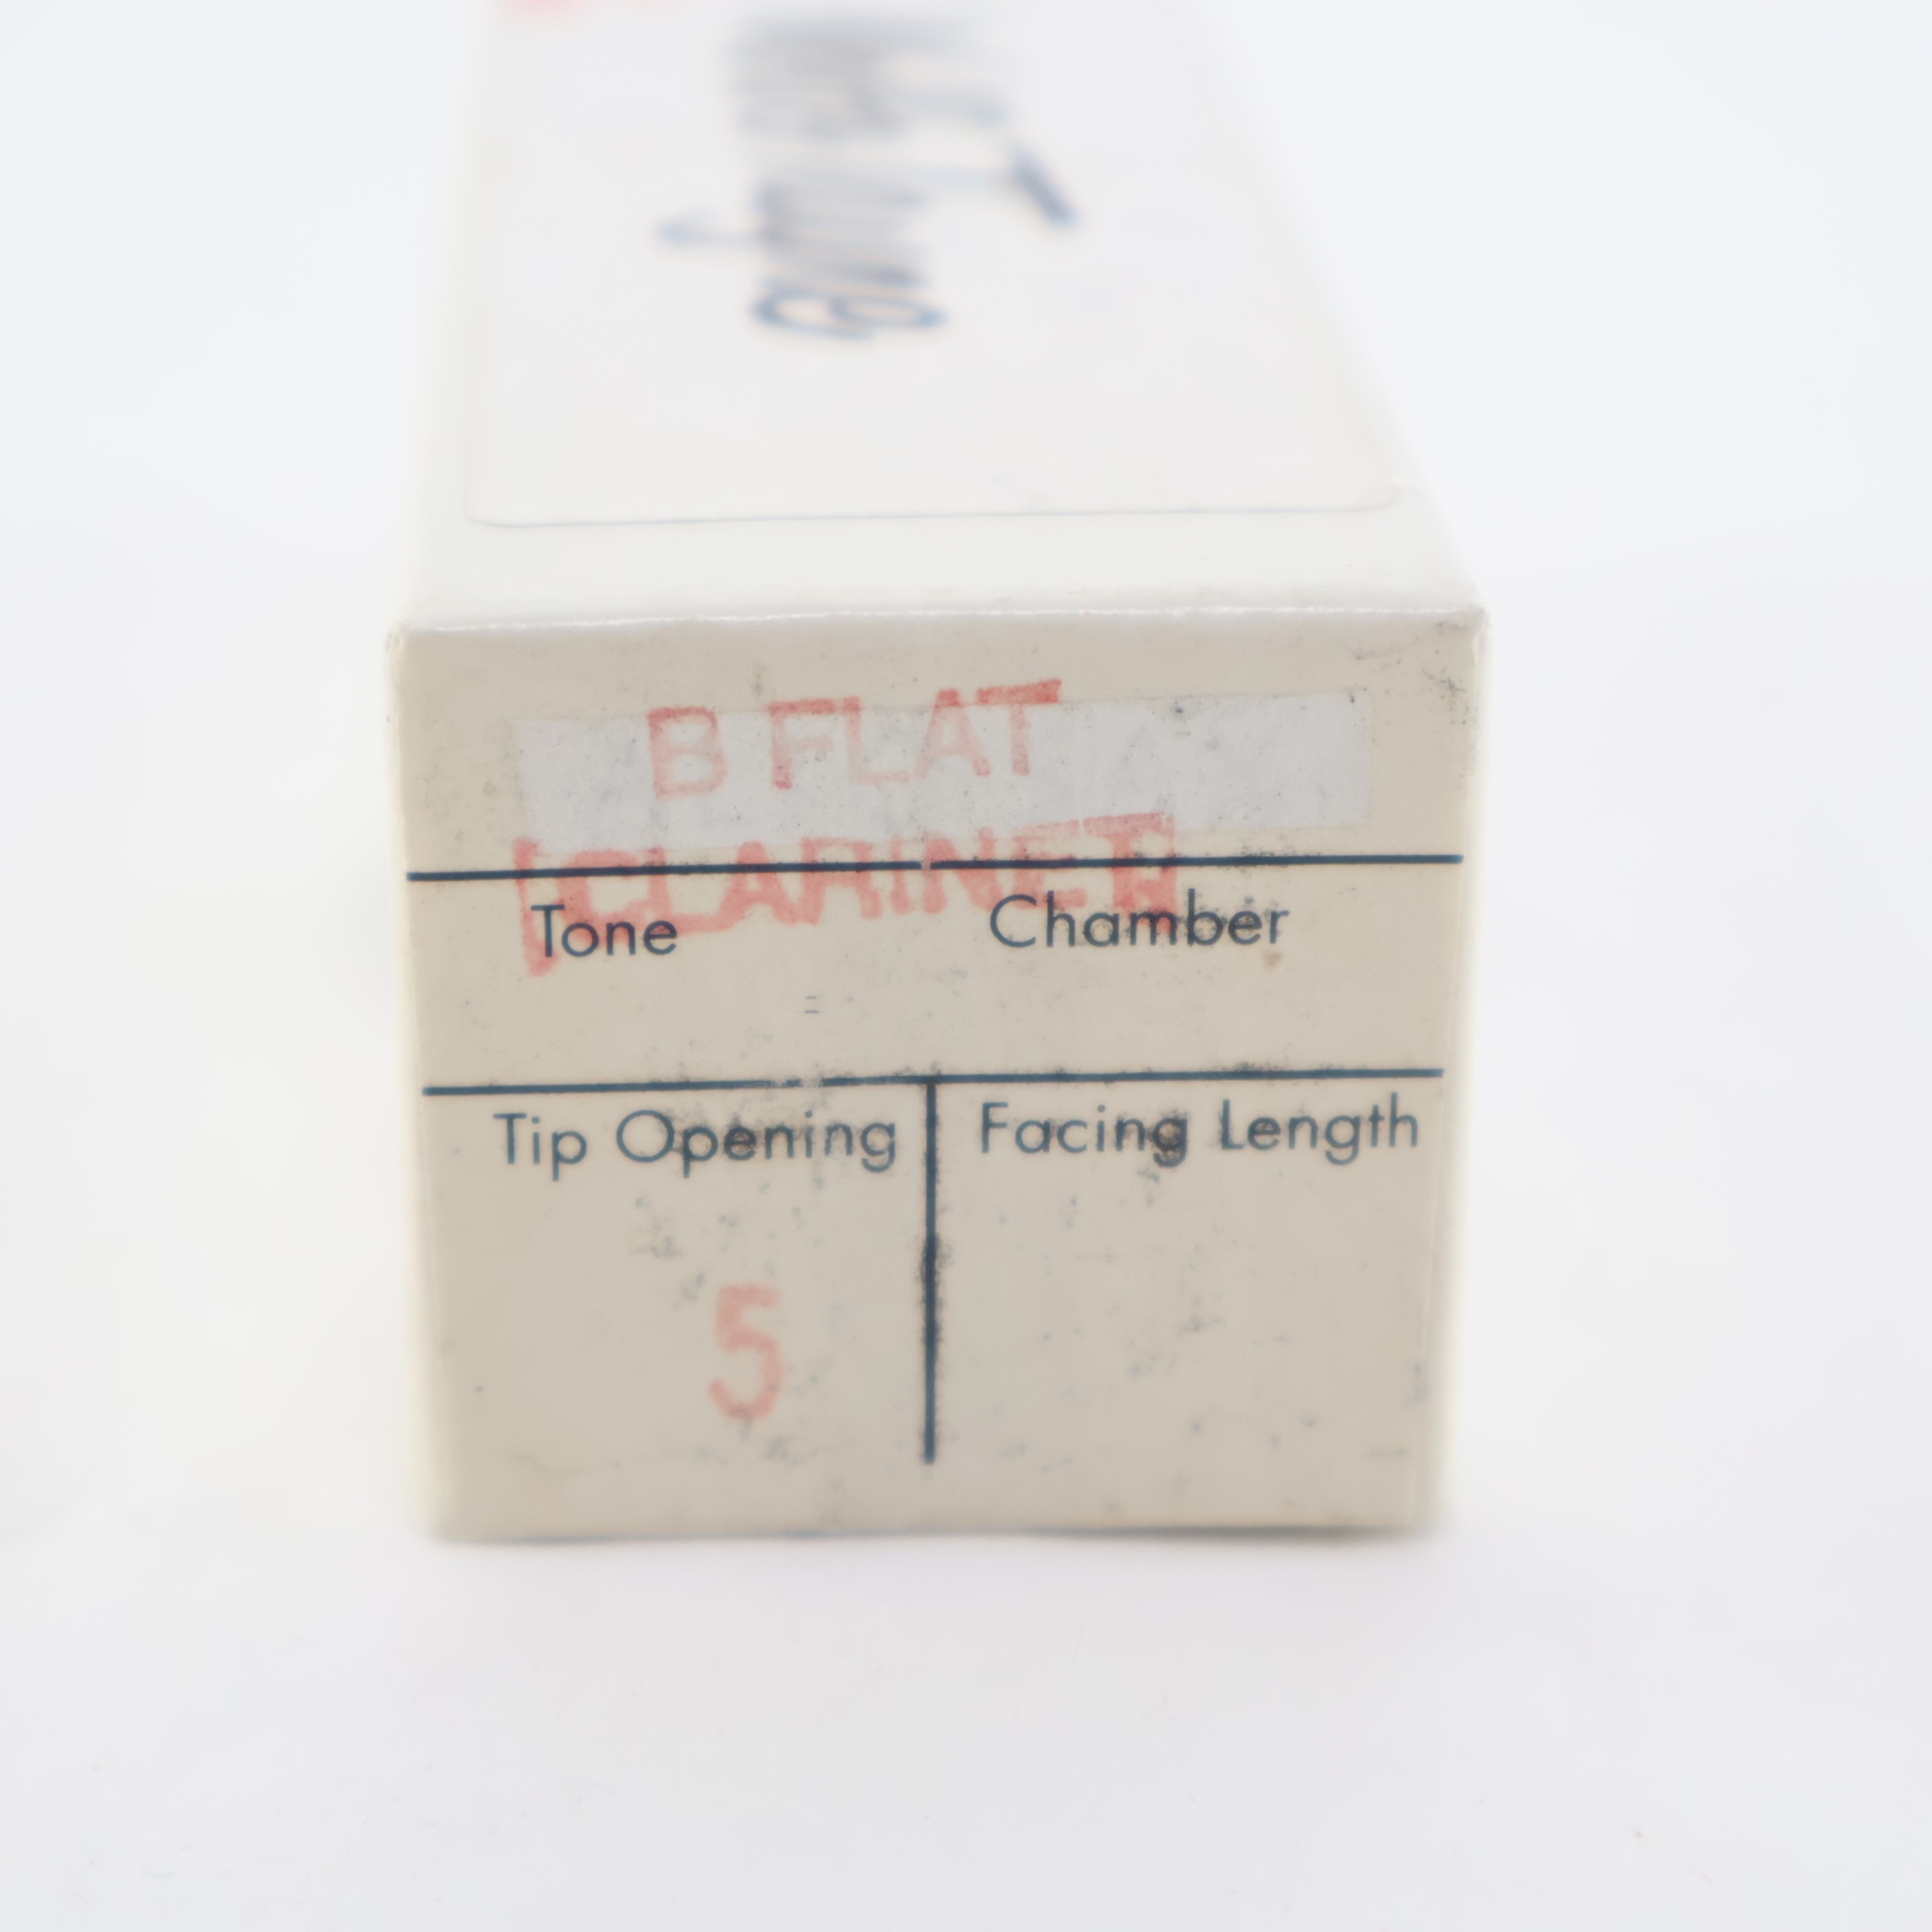 B FLAT
CLARINET
Tone Chamber
Tip Opening Facing Length
5